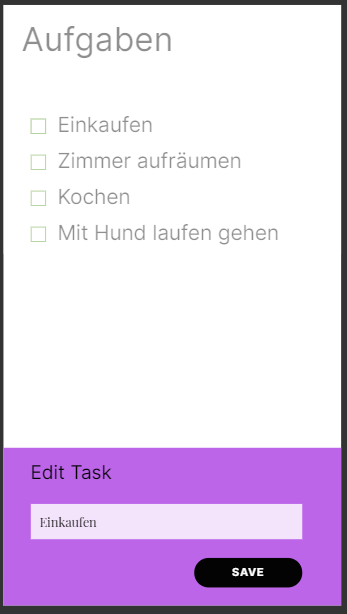 Aufgaben
Einkaufen
Zimmer aufräumen
Kochen
Mit Hund laufen gehen
Edit Task
Einkaufen
SAVE